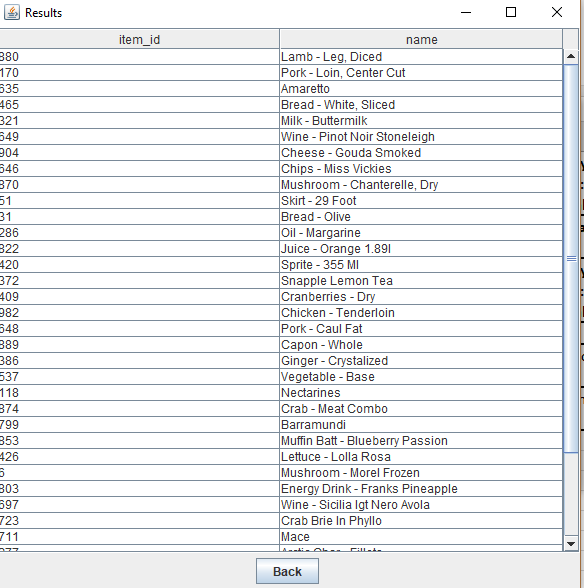 Results
item_id name
880 Lamb - Leg, Diced
170 Pork - Loin, Center Cut
635 Amaretto
465 Bread - White, Sliced
321 Milk - Buttermilk
649 Wine - Pinot Noir Stoneleigh
904 Cheese - Gouda Smoked
646 Chips - Miss Vickies
870 Mushroom - Chanterelle, Dry
51 Skirt - 29 Foot
31 Bread - Olive
286 Oil - Margarine
822 Juice - Orange 1.89l
420 Sprite - 355 Ml
372 Snapple Lemon Tea
409 Cranberries - Dry
982 Chicken - Tenderloin
648 Pork - Caul Fat
889 Capon - Whole
386 Ginger - Crystalized
537 Vegetable - Base
118 Nectarines
874 Crab - Meat Combo
799 Barramundi
853 Muffin Batt - Blueberry Passion
426 Lettuce - Lolla Rosa
6 Mushroom - Morel Frozen
803 Energy Drink - Franks Pineapple
697 Wine - Sicilia Igt Nero Avola
723 Crab Brie In Phyllo
711 Mace
Back